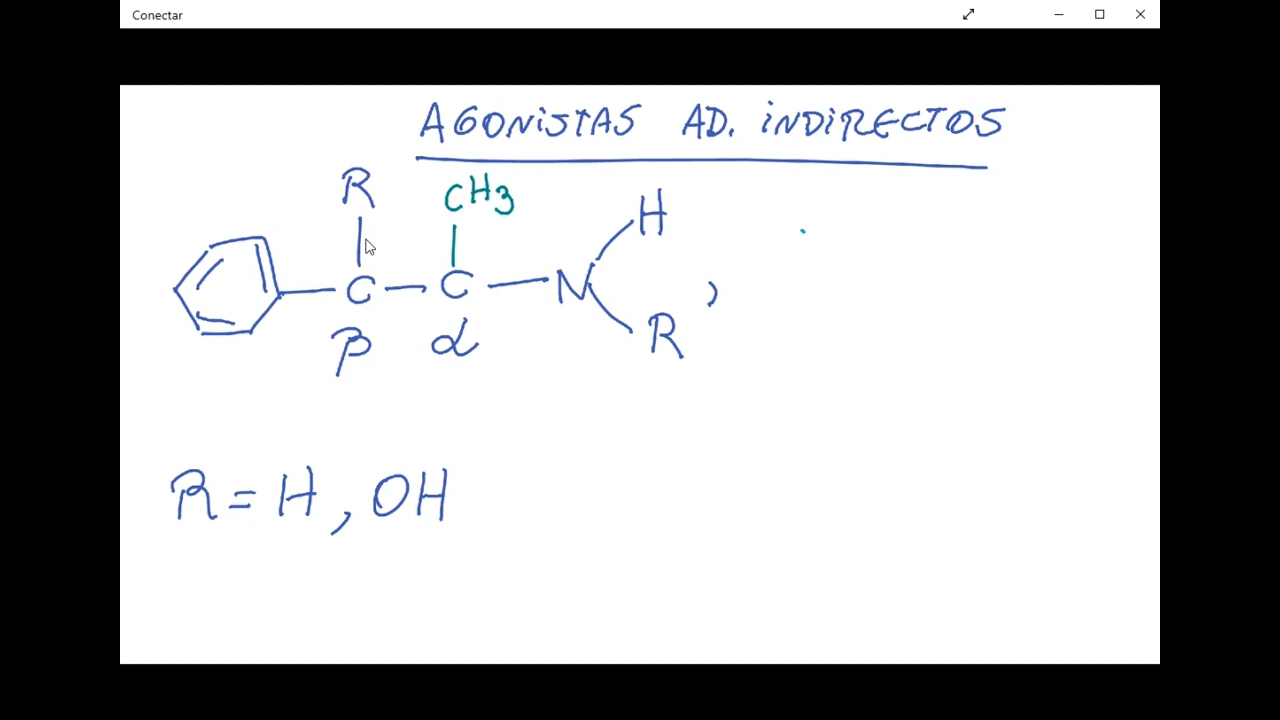 Conectar
AGONISTAS AD. INDIRECTOS
R CH3 H
C C N ,
β α R
R = H, OH